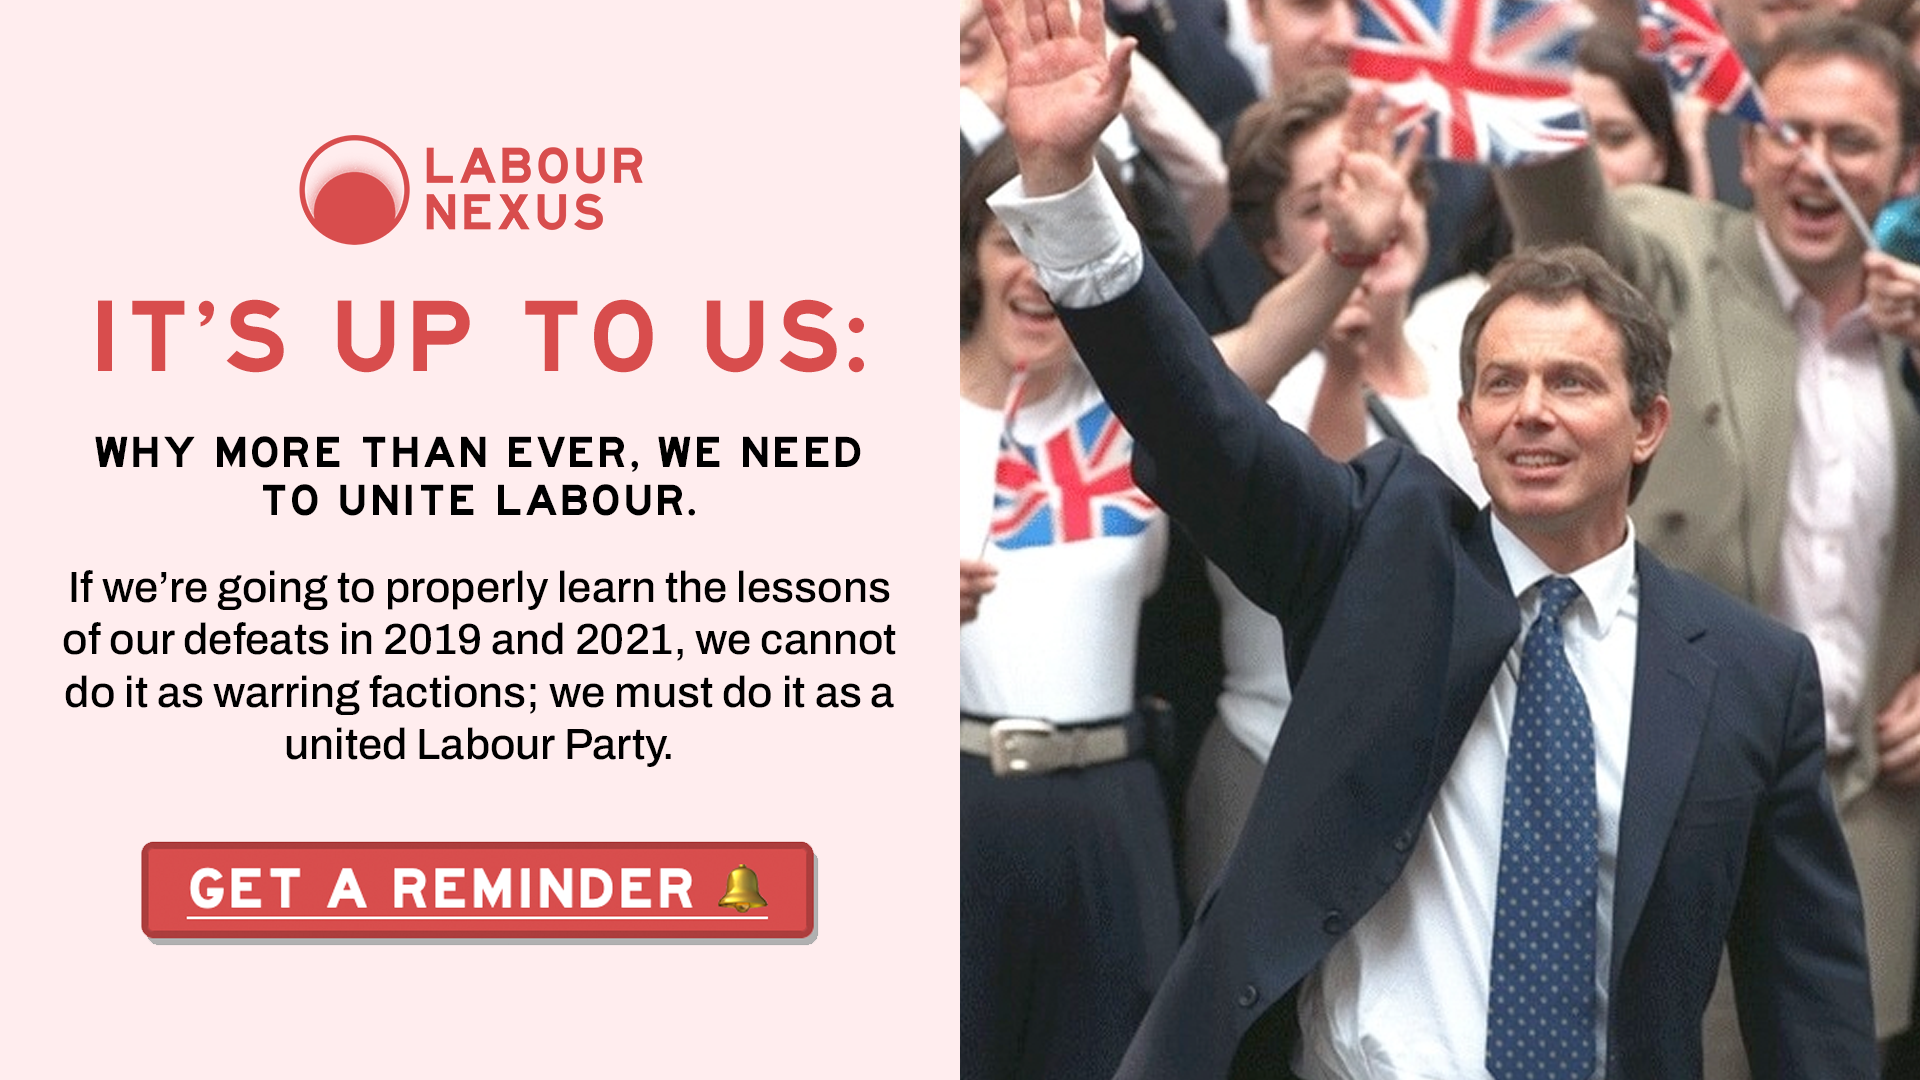 LABOUR
NEXUS
IT’S UP TO US:
WHY MORE THAN EVER, WE NEED
TO UNITE LABOUR.
If we’re going to properly learn the lessons
of our defeats in 2019 and 2021, we cannot
do it as warring factions; we must do it as a
united Labour Party.
GET A REMINDER 🔔